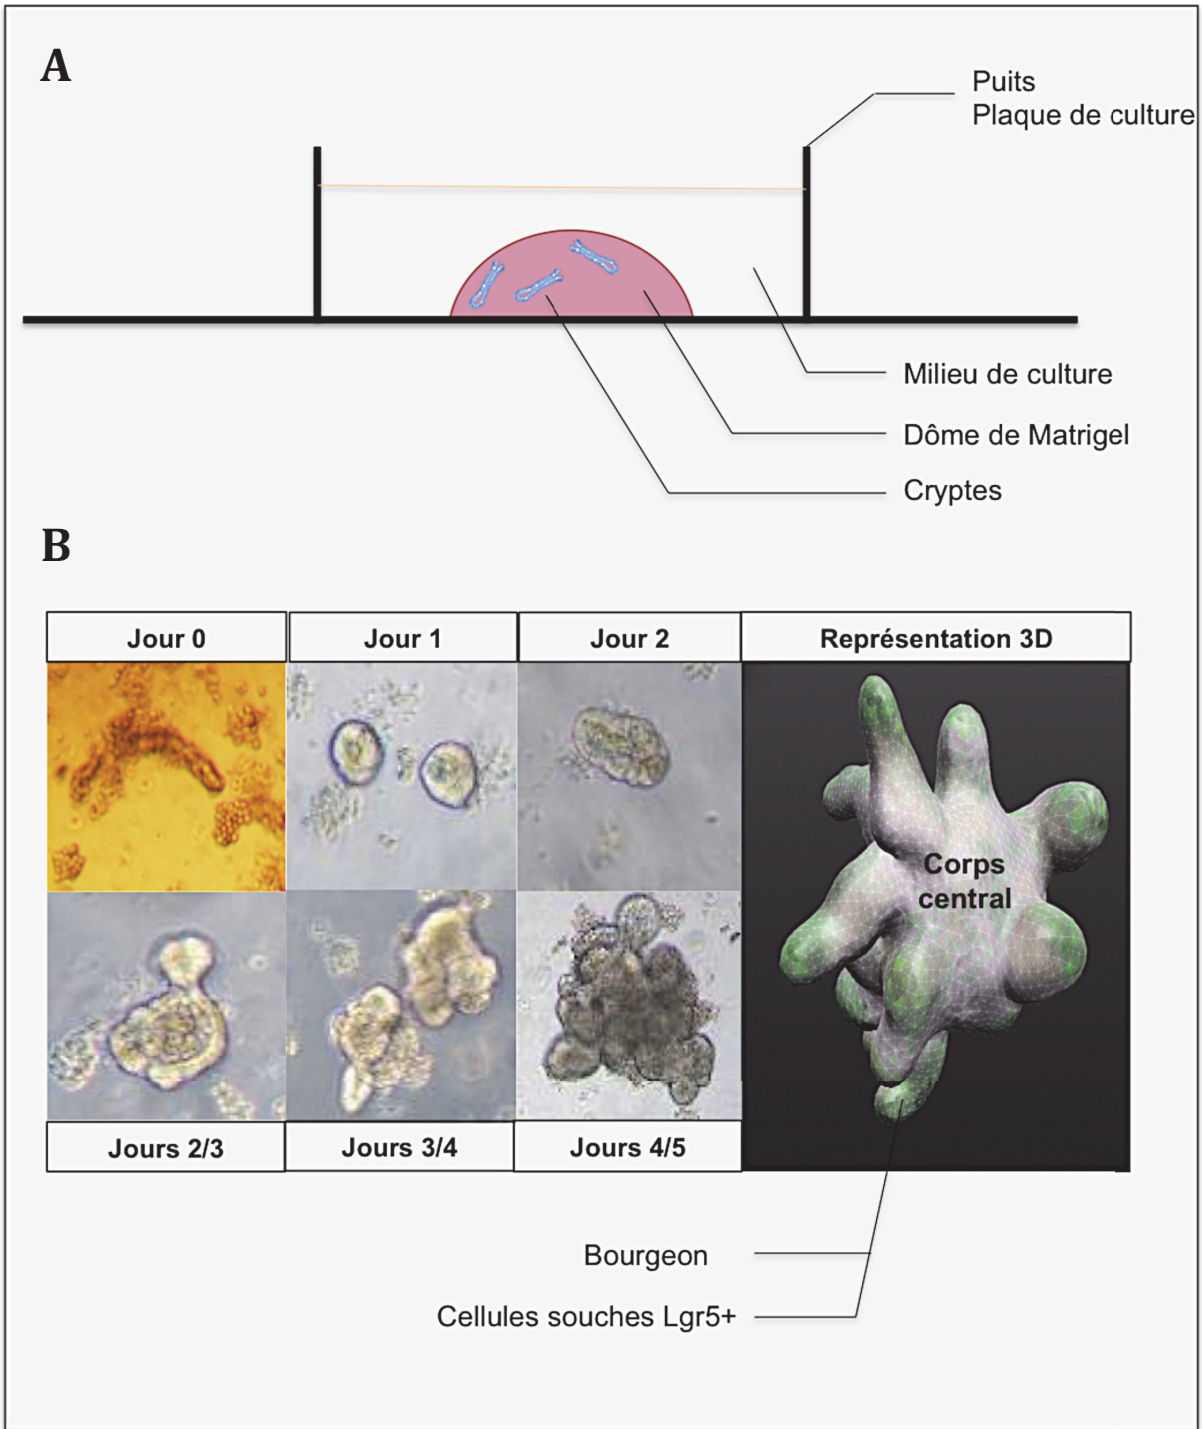 A
Puits
Plaque de culture
Milieu de culture
Dôme de Matrigel
Cryptes
B
Jour 0
Jour 1
Jour 2
Représentation 3D
Corps
central
Jours 2/3
Jours 3/4
Jours 4/5
Bourgeon
Cellules souches Lgr5+